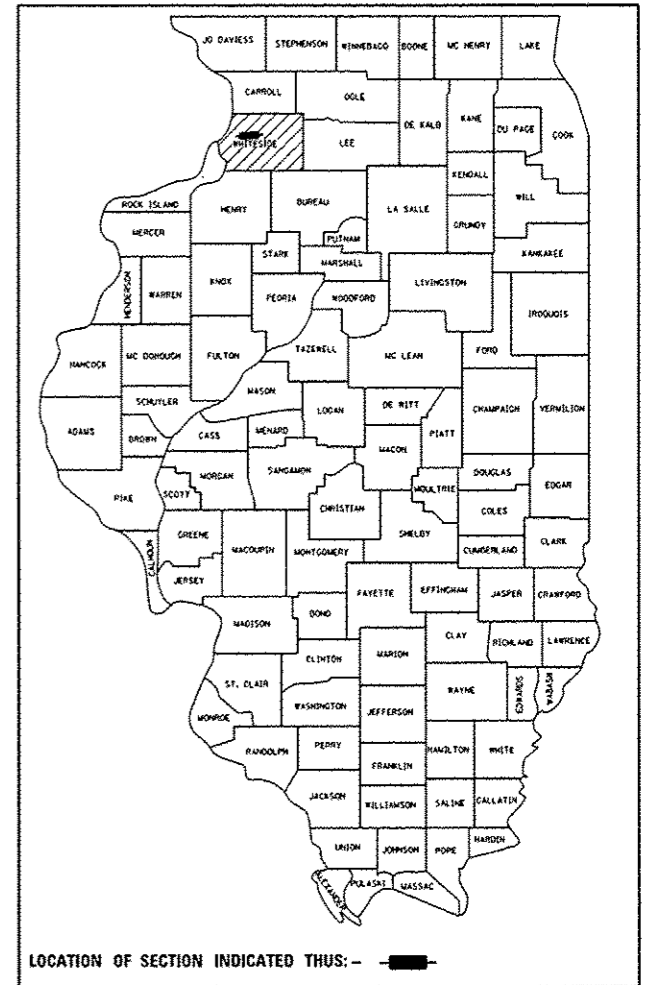 JO DAVIESS STEPHENSON WINNEBAGO BOONE MC HENRY LAKE
CARROLL OGLE
DE KALB KANE DU PAGE COOK
WHITESIDE LEE
KENDALL WILL
ROCK ISLAND HENRY BUREAU LA SALLE GRUNDY
MERCER PUTNAM KANKAKEE
STARK MARSHALL
HENDERSON WARREN KNOX PEORIA WOODFORD LIVINGSTON IROQUOIS
HANCOCK MC DONOUGH FULTON TAZEWELL MC LEAN FORD
MASON
SCHUYLER LOGAN DE WITT CHAMPAIGN VERMILION
ADAMS BROWN CASS MENARD MACON PIATT
MORGAN SANGAMON DOUGLAS EDGAR
PIKE SCOTT CHRISTIAN MOULTRIE COLES
GREENE SHELBY
CALHOUN MACOUPIN MONTGOMERY CUMBERLAND CLARK
JERSEY
FAYETTE EFFINGHAM JASPER CRAWFORD
MADISON BOND
CLAY RICHLAND LAWRENCE
CLINTON MARION
ST. CLAIR WAYNE EDWARDS WABASH
MONROE WASHINGTON JEFFERSON
RANDOLPH PERRY HAMILTON WHITE
FRANKLIN
JACKSON WILLIAMSON SALINE GALLATIN
UNION JOHNSON POPE HARDIN
ALEXANDER PULASKI MASSAC
LOCATION OF SECTION INDICATED THUS:-